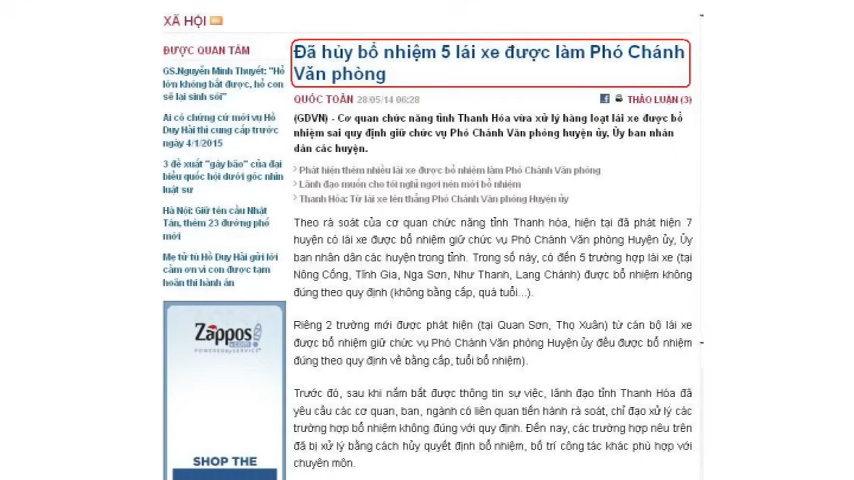 XÃ HỘI
ĐƯỢC QUAN TÂM
GS.Nguyễn Minh Thuyết: "Hổ
lớn không bắt được, hổ con
sẽ lại sinh sôi"
Ai có chứng cứ mới vụ Hồ
Duy Hải thì cung cấp trước
ngày 4/1/2015
3 đề xuất "gây bão" của đại
biểu quốc hội dưới góc nhìn
luật sư
Hà Nội: Giữ tên cầu Nhật
Tân, thêm 23 đường phố
mới
Mẹ tử tù Hồ Duy Hải gửi lời
cảm ơn vì con được tạm
hoãn thi hành án
Zappos
.com
POWERED by SERVICE
SHOP THE
Đã hủy bổ nhiệm 5 lái xe được làm Phó Chánh
Văn phòng
QUỐC TOẢN 28/05/14 06:28
THẢO LUẬN (3)
(GDVN) - Cơ quan chức năng tỉnh Thanh Hóa vừa xử lý hàng loạt lái xe được bổ
nhiệm sai quy định giữ chức vụ Phó Chánh Văn phòng huyện ủy, Ủy ban nhân
dân các huyện.
Phát hiện thêm nhiều lái xe được bổ nhiệm làm Phó Chánh Văn phòng
Lãnh đạo muốn cho tôi nghỉ ngơi nên mới bổ nhiệm
Thanh Hóa: Từ lái xe lên thẳng Phó Chánh Văn phòng Huyện ủy
Theo rà soát của cơ quan chức năng tỉnh Thanh hóa, hiện tại đã phát hiện 7
huyện có lái xe được bổ nhiệm giữ chức vụ Phó Chánh Văn phòng Huyện ủy, Ủy
ban nhân dân các huyện trong tỉnh. Trong số này, có đến 5 trường hợp lái xe (tại
Nông Cống, Tĩnh Gia, Nga Sơn, Như Thanh, Lang Chánh) được bổ nhiệm không
đúng theo quy định (không bằng cấp, quá tuổi...).
Riêng 2 trường mới được phát hiện (tại Quan Sơn, Thọ Xuân) từ cán bộ lái xe
được bổ nhiệm giữ chức vụ Phó Chánh Văn phòng Huyện ủy đều được bổ nhiệm
đúng theo quy định về bằng cấp, tuổi bổ nhiệm).
Trước đó, sau khi nắm bắt được thông tin sự việc, lãnh đạo tỉnh Thanh Hóa đã
yêu cầu các cơ quan, ban, ngành có liên quan tiến hành rà soát, chỉ đạo xử lý các
trường hợp bổ nhiệm không đúng với quy định. Đến nay, các trường hợp nêu trên
đã bị xử lý bằng cách hủy quyết định bổ nhiệm, bố trí công tác khác phù hợp với
chuyên môn.